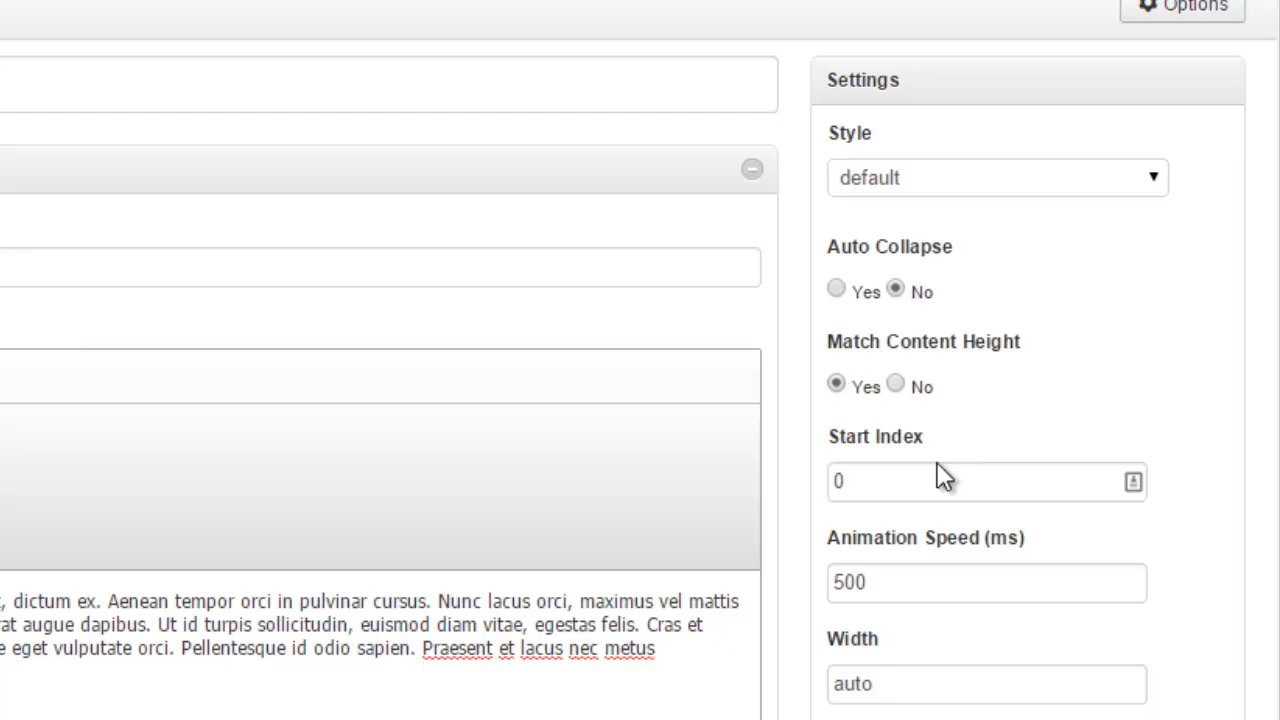 Options
Settings
Style
default
Auto Collapse
Yes No
Match Content Height
Yes No
Start Index
0
Animation Speed (ms)
500
Width
auto
, dictum ex. Aenean tempor orci in pulvinar cursus. Nunc lacus orci, maximus vel mattis
at augue dapibus. Ut id turpis sollicitudin, euismod diam vitae, egestas felis. Cras et
e eget vulputate orci. Pellentesque id odio sapien. Praesent et lacus nec metus